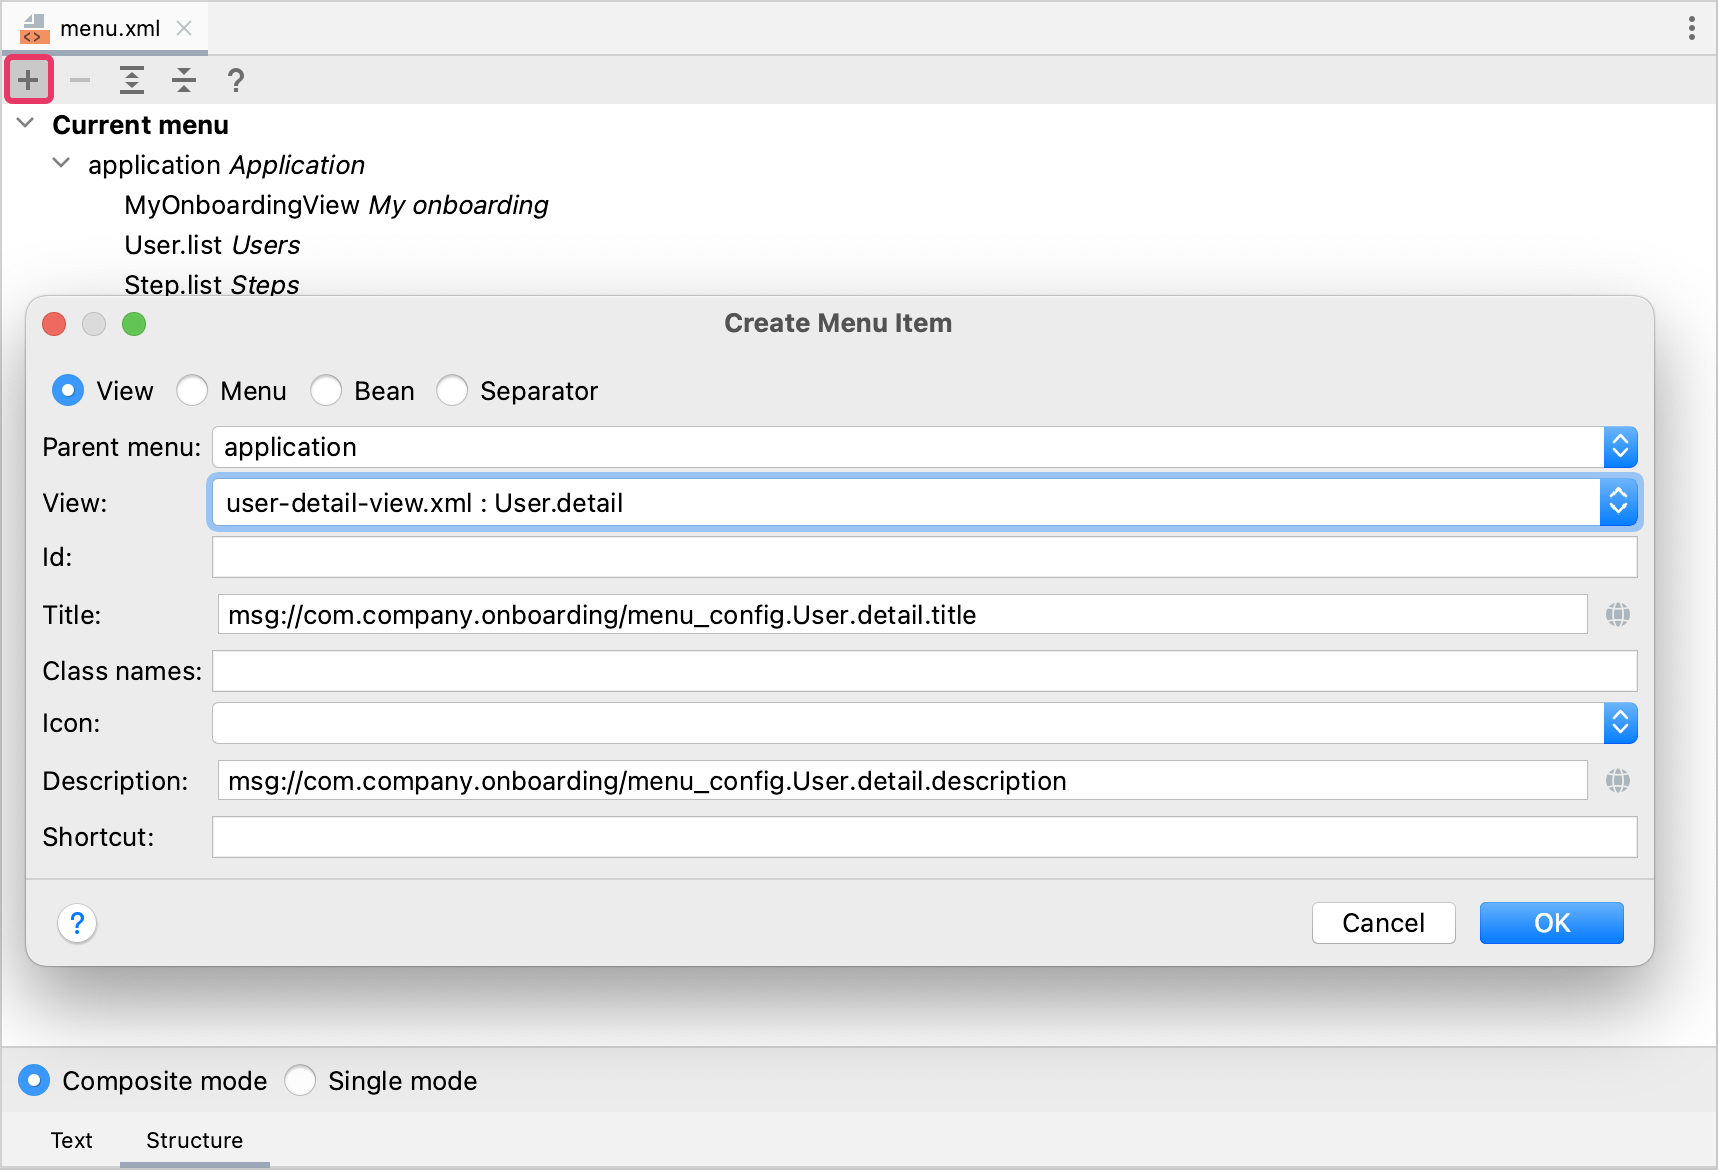 menu.xml
?
Current menu
application Application
MyOnboardingView My onboarding
User.list Users
Step.list Steps
Create Menu Item
View Menu Bean Separator
Parent menu: application
View: user-detail-view.xml : User.detail
Id:
Title: msg://com.company.onboarding/menu_config.User.detail.title
Class names:
Icon:
Description: msg://com.company.onboarding/menu_config.User.detail.description
Shortcut:
? Cancel OK
Composite mode Single mode
Text Structure